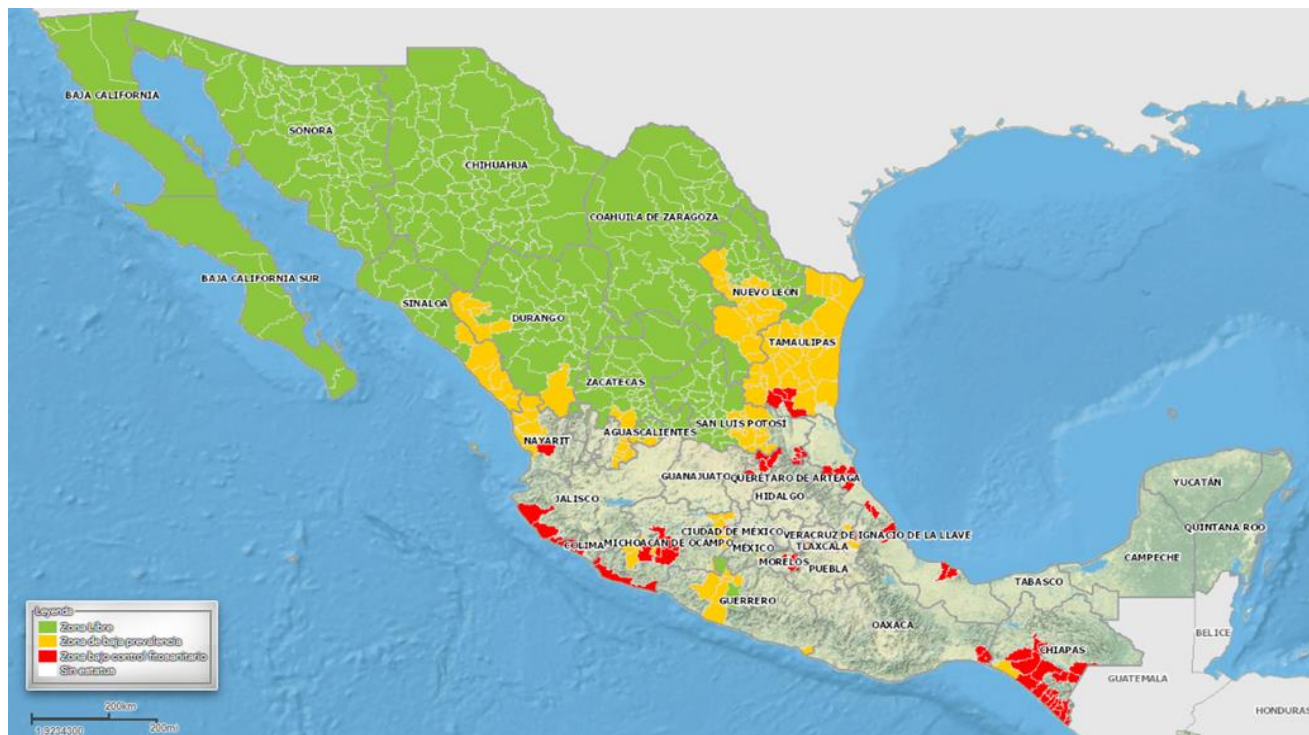 BAJA CALIFORNIA
SONORA
CHIHUAHUA
COAHUILA DE ZARAGOZA
BAJA CALIFORNIA SUR
NUEVO LEÓN
SINALOA
DURANGO
TAMAULIPAS
ZACATECAS
SAN LUIS POTOSÍ
AGUASCALIENTES
NAYARIT
GUANAJUATO
QUERÉTARO DE ARTEAGA
YUCATÁN
HIDALGO
JALISCO
QUINTANA ROO
CIUDAD DE MÉXICO
VERACRUZ DE IGNACIO DE LA LLAVE
COLIMA
MICHOACÁN DE OCAMPO
MÉXICO
TLAXCALA
CAMPECHE
MORELOS
PUEBLA
TABASCO
GUERRERO
OAXACA
BELICE
CHIAPAS
GUATEMALA
HONDURAS
Leyenda
Zona Libre
Zona de baja prevalencia
Zona bajo control fitosanitario
Sin estatus
200km
200mi
1:9234300